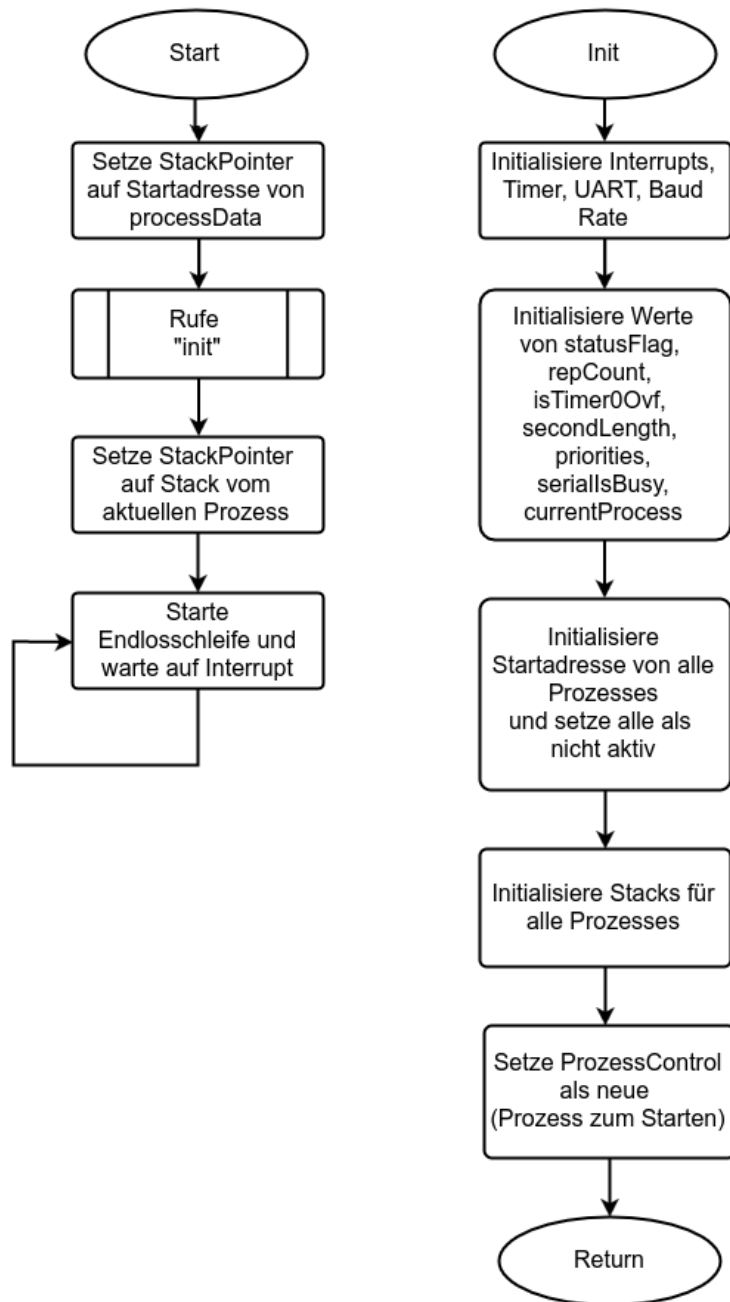 Start
Setze StackPointer
auf Startadresse von
processData
Rufe
"init"
Setze StackPointer
auf Stack vom
aktuellen Prozess
Starte
Endlosschleife und
warte auf Interrupt
Init
Initialisiere Interrupts,
Timer, UART, Baud
Rate
Initialisiere Werte
von statusFlag,
repCount,
isTimer0Ovf,
secondLength,
priorities,
serialIsBusy,
currentProcess
Initialisiere
Startadresse von alle
Prozesses
und setze alle als
nicht aktiv
Initialisiere Stacks für
alle Prozesses
Setze ProzessControl
als neue
(Prozess zum Starten)
Return